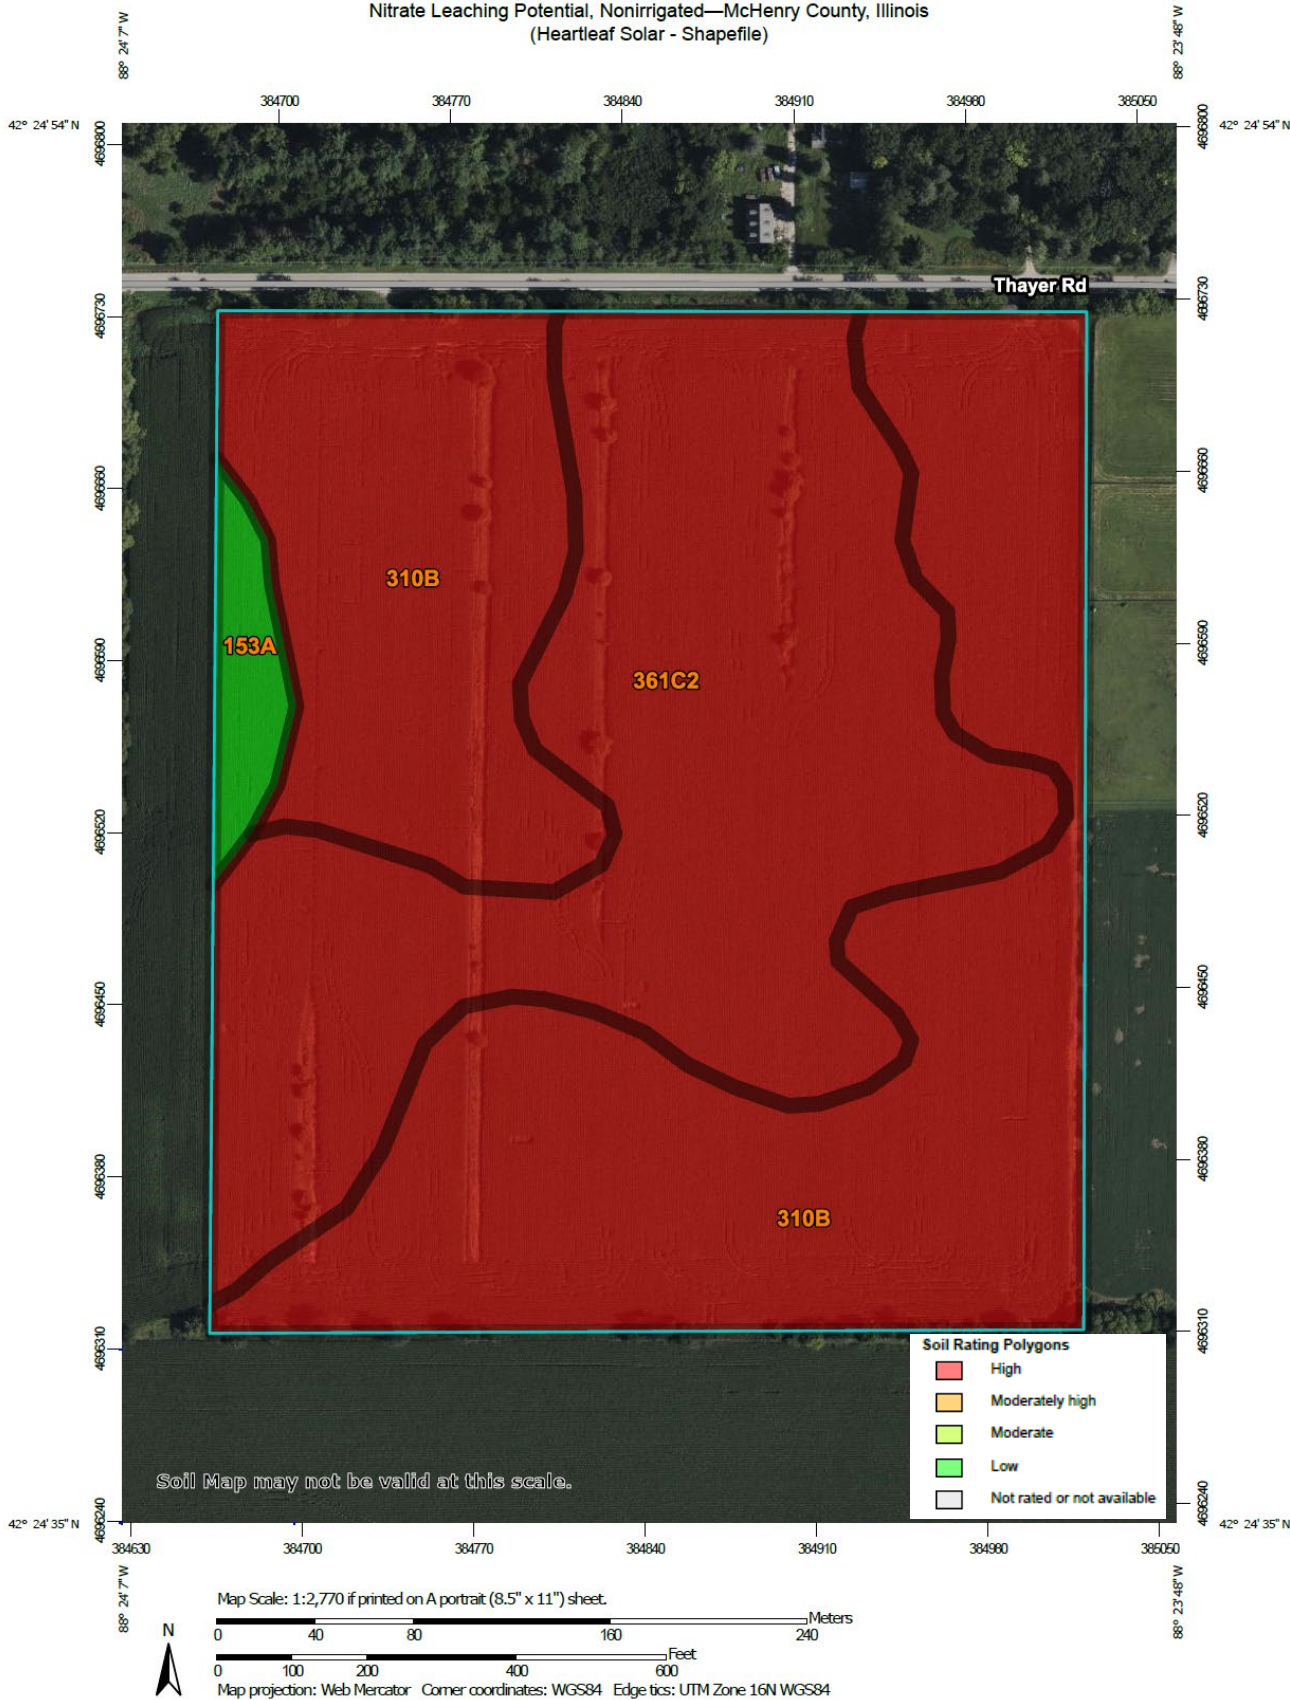 Nitrate Leaching Potential, Nonirrigated—McHenry County, Illinois
(Heartleaf Solar - Shapefile)
88° 24' 7" W
88° 23' 48" W
384700 384770 384840 384910 384980 385050
42° 24' 54" N
42° 24' 54" N
4696800
4696800
Thayer Rd
4696730
4696730
4696660
4696660
310B
153A
4696590
4696590
361C2
4696520
4696520
4696450
4696450
4696380
4696380
310B
4696310
4696310
Soil Rating Polygons
High
Moderately high
Moderate
Low
Not rated or not available
Soil Map may not be valid at this scale.
4696240
4696240
42° 24' 35" N
42° 24' 35" N
384630 384700 384770 384840 384910 384980 385050
88° 24' 7" W
88° 23' 48" W
Map Scale: 1:2,770 if printed on A portrait (8.5" x 11") sheet.
N
Meters
0 40 80 160 240
Feet
0 100 200 400 600
Map projection: Web Mercator Corner coordinates: WGS84 Edge tics: UTM Zone 16N WGS84